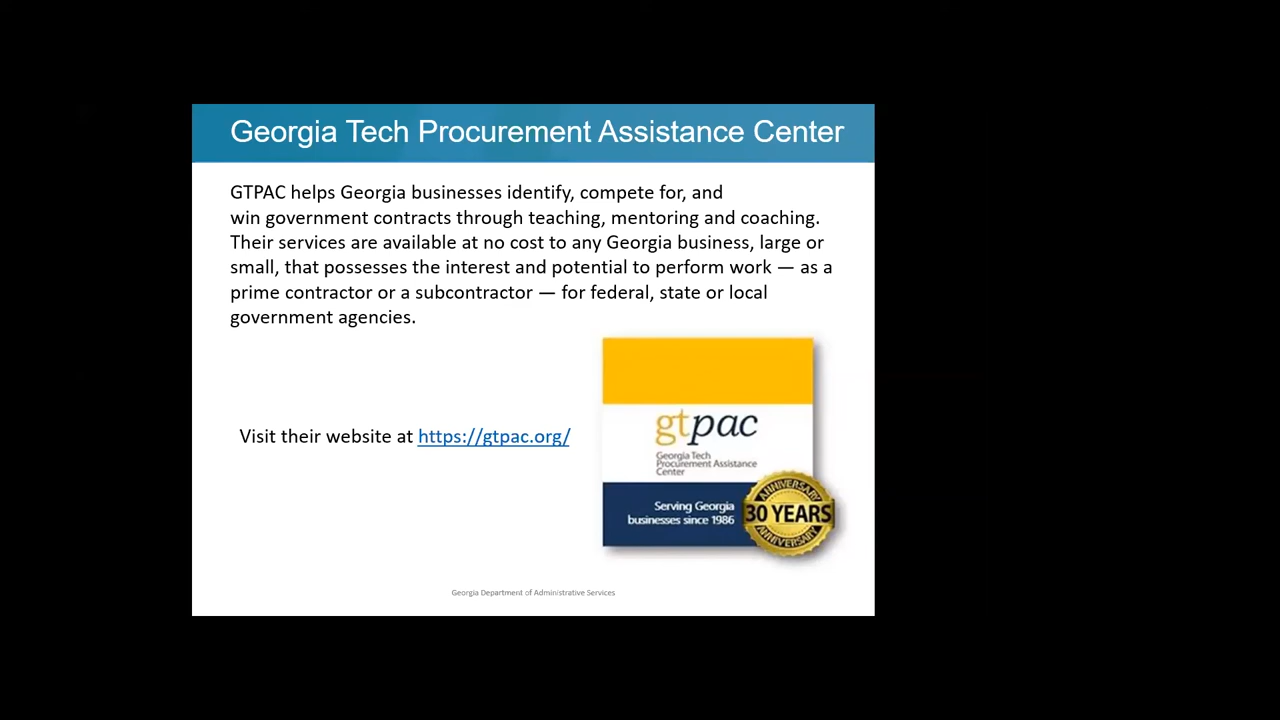 Georgia Tech Procurement Assistance Center
GTPAC helps Georgia businesses identify, compete for, and
win government contracts through teaching, mentoring and coaching.
Their services are available at no cost to any Georgia business, large or
small, that possesses the interest and potential to perform work — as a
prime contractor or a subcontractor — for federal, state or local
government agencies.
Visit their website at https://gtpac.org/
gtpac
Georgia Tech
Procurement Assistance
Center
Serving Georgia
businesses since 1986
ANNIVERSARY
30 YEARS
ANNIVERSARY
Georgia Department of Administrative Services